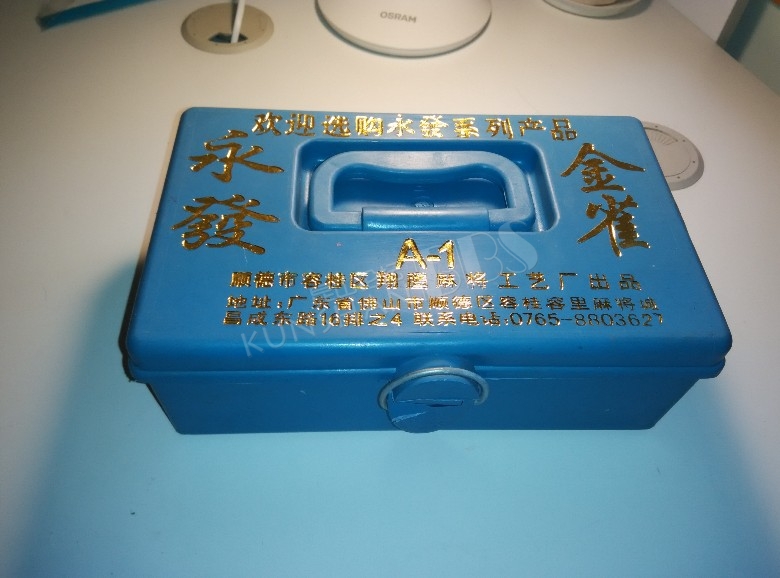 OSRAM
欢迎选购永發系列产品
永發
金雀
A-1
顺德市容桂区翔 麻将工艺厂出品
地址:广东省佛山市顺德区容桂容里麻将城
昌盛东路16排之4 联系电话:0765-8803627